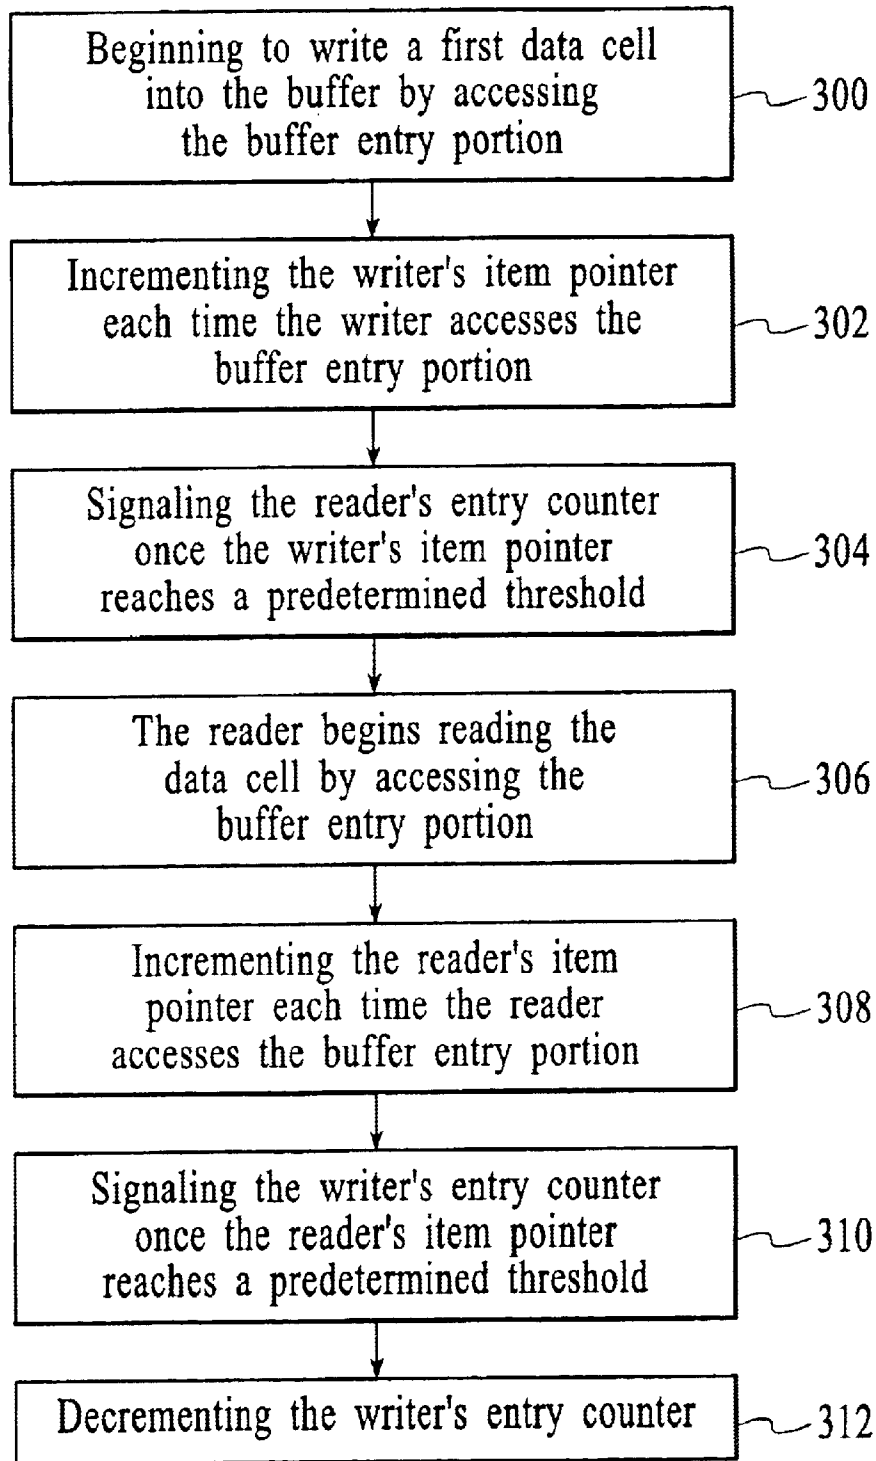 Beginning to write a first data cell
into the buffer by accessing
the buffer entry portion
300
Incrementing the writer's item pointer
each time the writer accesses the
buffer entry portion
302
Signaling the reader's entry counter
once the writer's item pointer
reaches a predetermined threshold
304
The reader begins reading the
data cell by accessing the
buffer entry portion
306
Incrementing the reader's item
pointer each time the reader
accesses the buffer entry portion
308
Signaling the writer's entry counter
once the reader's item pointer
reaches a predetermined threshold
310
Decrementing the writer's entry counter
312